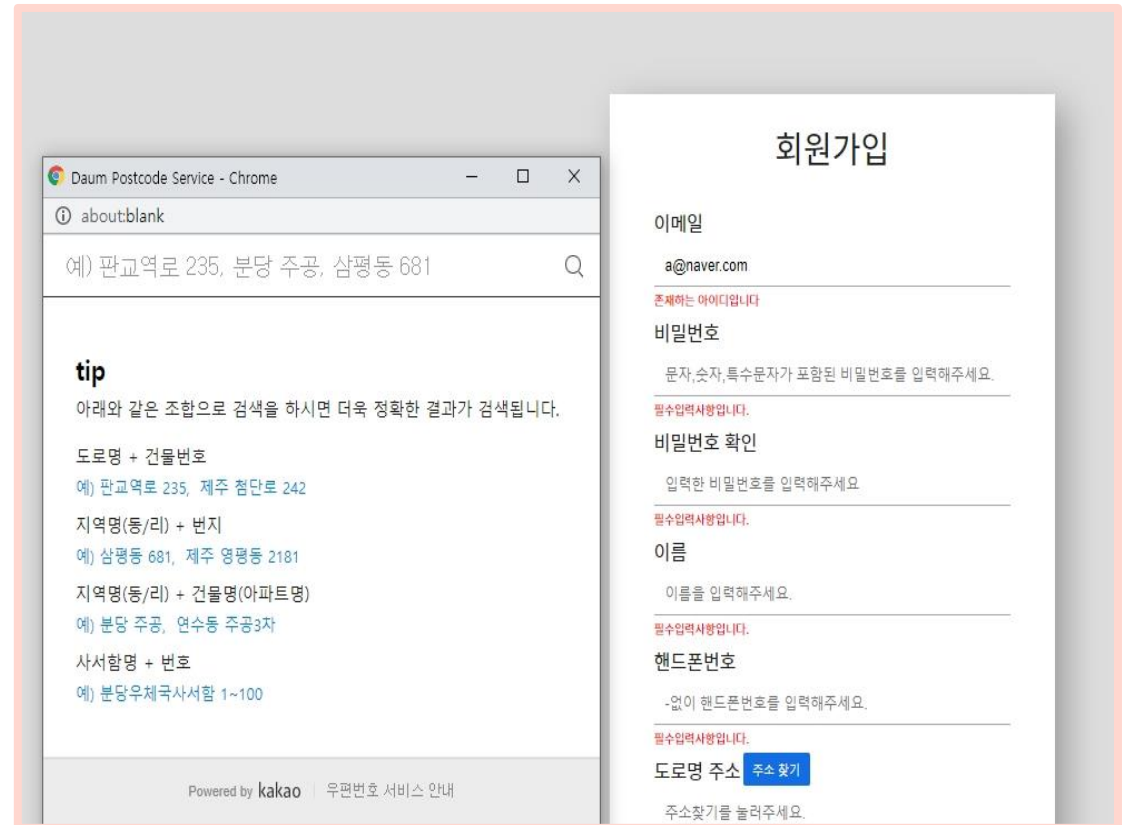 Daum Postcode Service - Chrome
about:blank
예) 판교역로 235, 분당 주공, 삼평동 681
tip
아래와 같은 조합으로 검색을 하시면 더욱 정확한 결과가 검색됩니다.
도로명 + 건물번호
예) 판교역로 235, 제주 첨단로 242
지역명(동/리) + 번지
예) 삼평동 681, 제주 영평동 2181
지역명(동/리) + 건물명(아파트명)
예) 분당 주공, 연수동 주공3차
사서함명 + 번호
예) 분당우체국사서함 1~100
Powered by kakao | 우편번호 서비스 안내
회원가입
이메일
a@naver.com
존재하는 아이디입니다
비밀번호
문자,숫자,특수문자가 포함된 비밀번호를 입력해주세요.
필수입력사항입니다.
비밀번호 확인
입력한 비밀번호를 입력해주세요
필수입력사항입니다.
이름
이름을 입력해주세요.
필수입력사항입니다.
핸드폰번호
-없이 핸드폰번호를 입력해주세요.
필수입력사항입니다.
도로명 주소 주소 찾기
주소찾기를 눌러주세요.